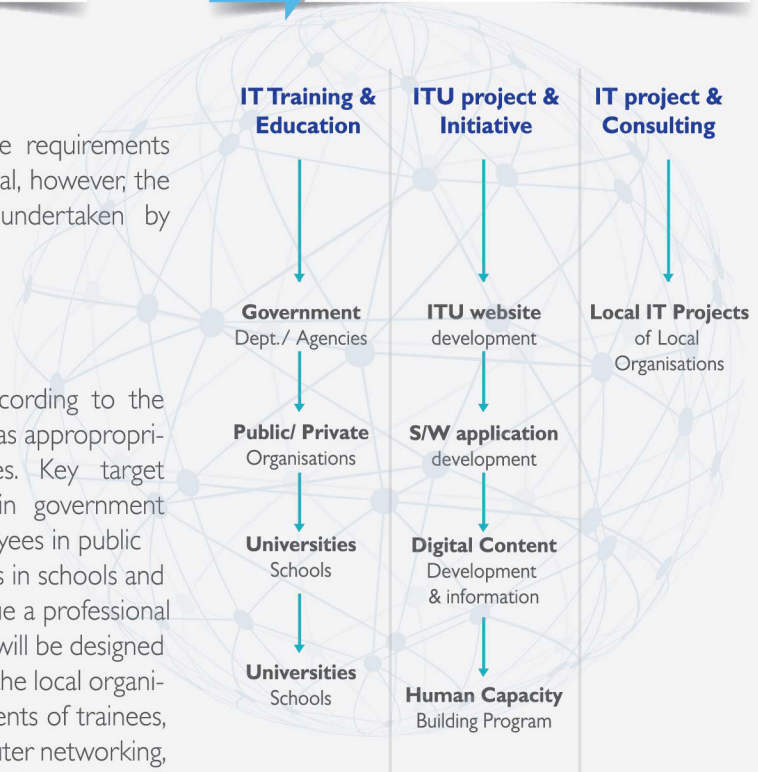 e requirements
al, however, the
undertaken by
cording to the
as appropropri-
es. Key target
in government
yees in public
s in schools and
ue a professional
will be designed
he local organi-
ents of trainees,
uter networking,
IT Training &
Education
Government
Dept./ Agencies
Public/ Private
Organisations
Universities
Schools
Universities
Schools
ITU project &
Initiative
ITU website
development
S/W application
development
Digital Content
Development
& information
Human Capacity
Building Program
IT project &
Consulting
Local IT Projects
of Local
Organisations